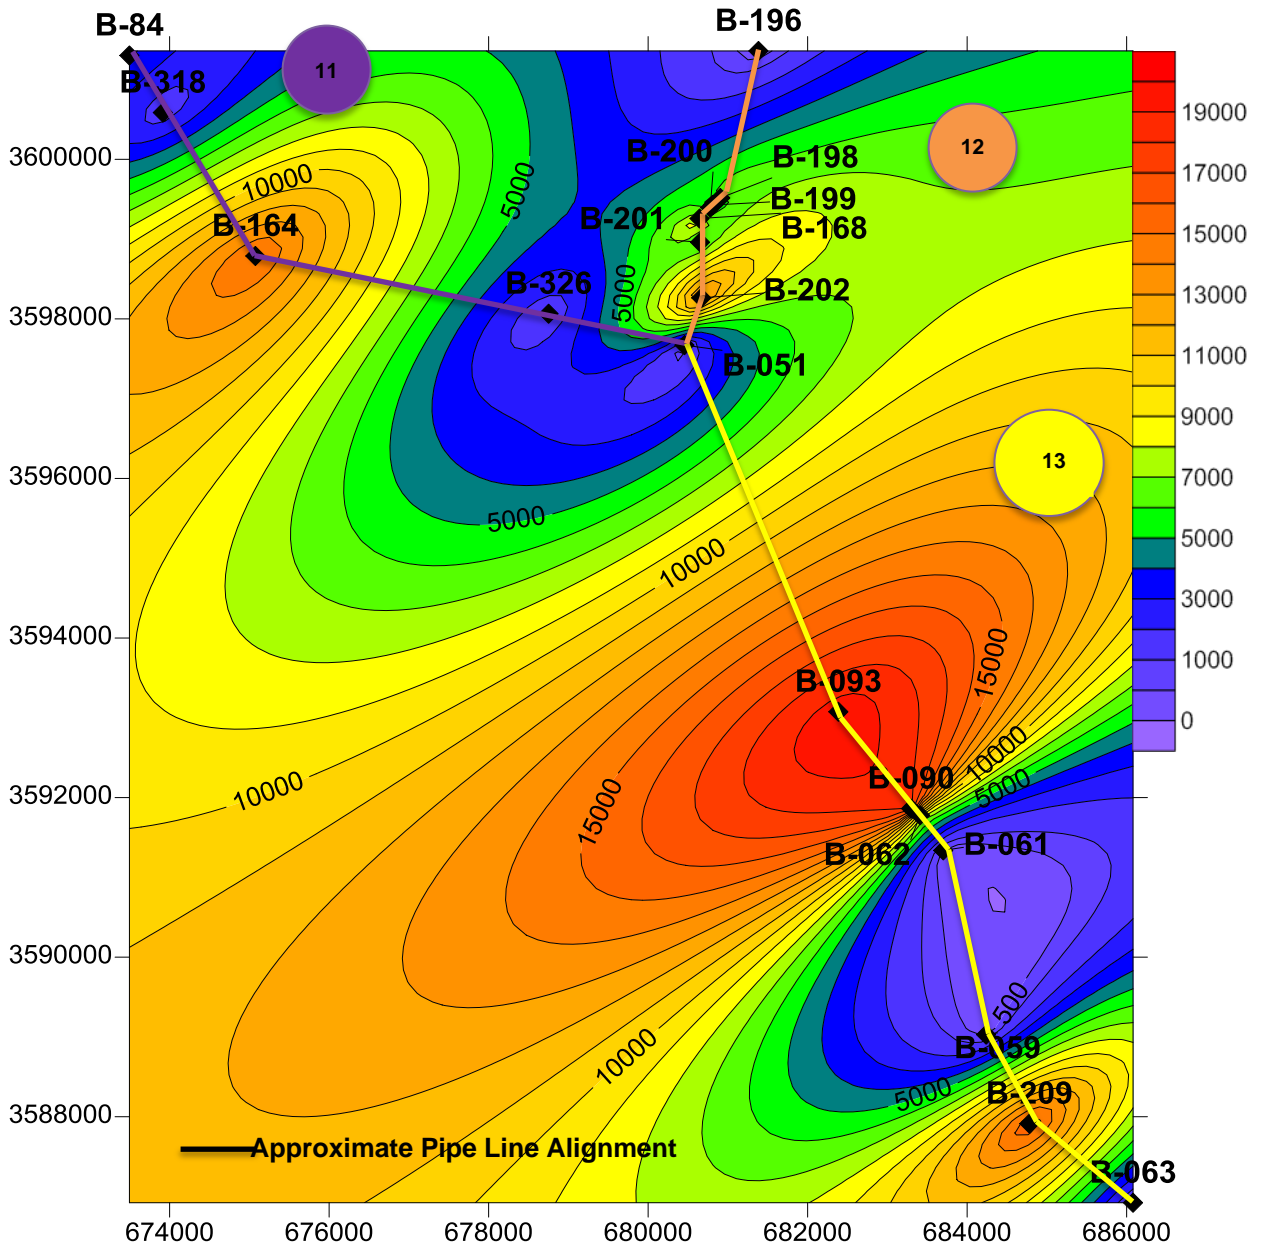 B-84
B-196
11
B-318
19000
3600000
B-200
B-198
12
17000
10000
5000
B-199
B-201
B-168
B-164
15000
B-326
5000
B-202
13000
3598000
B-051
11000
9000
13
3596000
7000
5000
5000
10000
3000
3594000
15000
1000
B-093
0
10000
B-090
10000
5000
3592000
15000
B-062
B-061
3590000
500
B-059
10000
5000
B-209
3588000
Approximate Pipe Line Alignment
B-063
674000
676000
678000
680000
682000
684000
686000